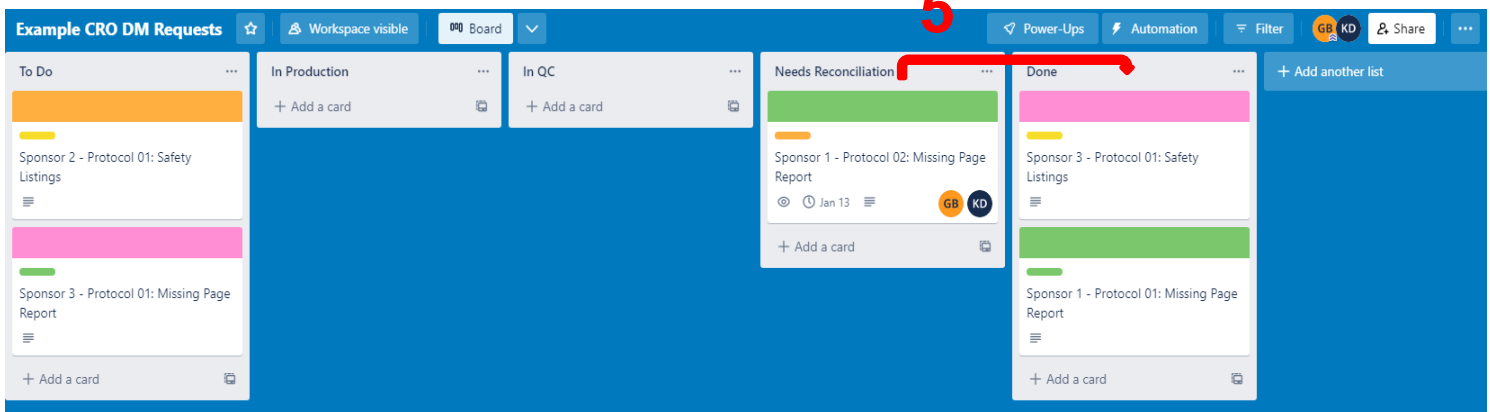 5
Example CRO DM Requests
Workspace visible
Board
Power-Ups
Automation
Filter
GB
KD
Share
To Do
Sponsor 2 - Protocol 01: Safety
Listings
Sponsor 3 - Protocol 01: Missing Page
Report
+ Add a card
In Production
+ Add a card
In QC
+ Add a card
Needs Reconciliation
Sponsor 1 - Protocol 02: Missing Page
Report
Jan 13
GB
KD
+ Add a card
Done
Sponsor 3 - Protocol 01: Safety
Listings
Sponsor 1 - Protocol 01: Missing Page
Report
+ Add a card
+ Add another list